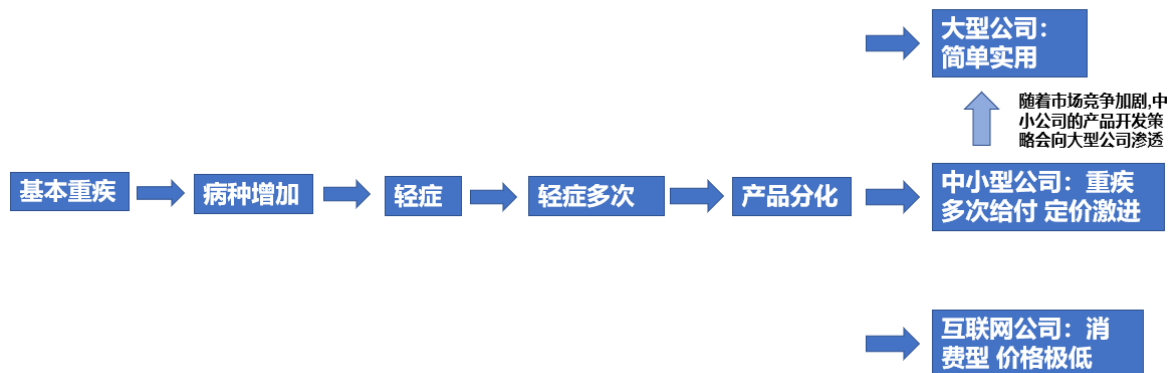 大型公司：
简单实用
随着市场竞争加剧,中
小公司的产品开发策
略会向大型公司渗透
基本重疾
病种增加
轻症
轻症多次
产品分化
中小型公司：重疾
多次给付 定价激进
互联网公司：消
费型 价格极低